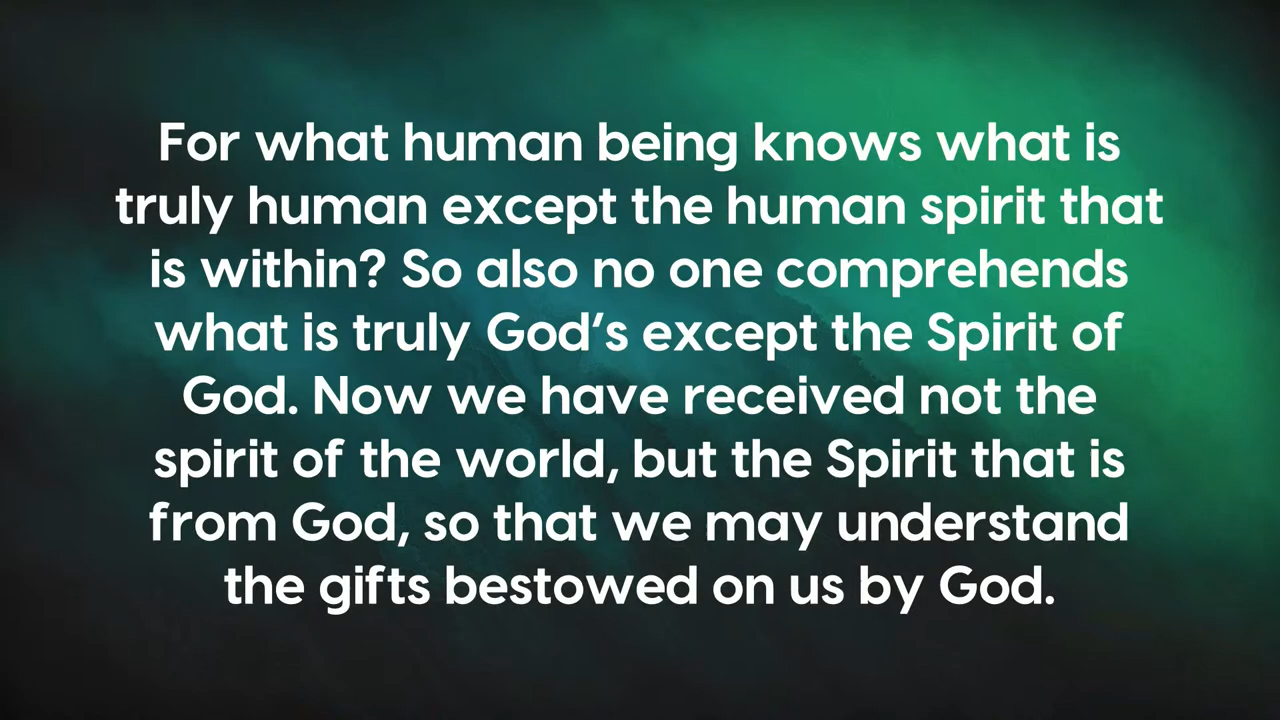 For what human being knows what is
truly human except the human spirit that
is within? So also no one comprehends
what is truly God’s except the Spirit of
God. Now we have received not the
spirit of the world, but the Spirit that is
from God, so that we may understand
the gifts bestowed on us by God.